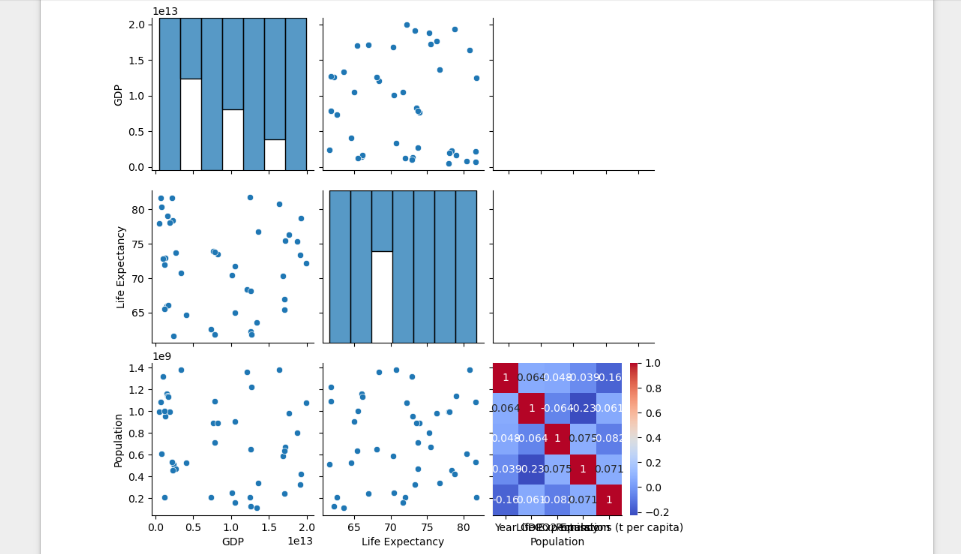 1e13
2.0
1.5
1.0
0.5
0.0
GDP
80
75
70
65
Life Expectancy
1e9
1.4
1.2
1.0
0.8
0.6
0.4
0.2
Population
1 0.064 0.048 -0.039 -0.16
0.064 1 -0.064 -0.23 0.061
0.048 -0.064 1 0.075 -0.082
-0.039 -0.23 0.075 1 0.071
-0.16 0.061 -0.082 0.071 1
1.0
0.8
0.6
0.4
0.2
0.0
−0.2
0.0 0.5 1.0 1.5 2.0
GDP 1e13
65 70 75 80
Life Expectancy
Year (t per capita)
Population